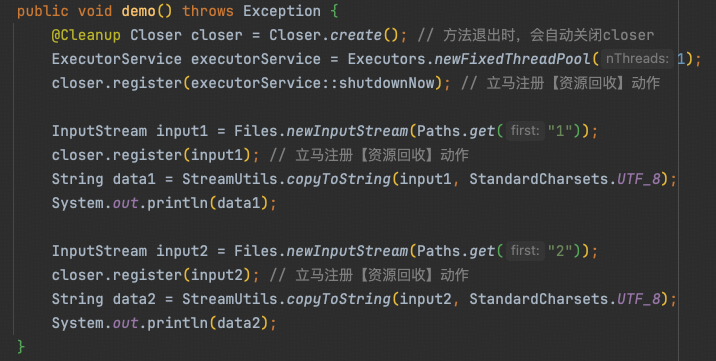 public void demo() throws Exception {
@Cleanup Closer closer = Closer.create(); // 方法退出时，会自动关闭closer
ExecutorService executorService = Executors.newFixedThreadPool( nThreads: 1);
closer.register(executorService::shutdownNow); // 立马注册【资源回收】动作
InputStream input1 = Files.newInputStream(Paths.get( first: "1"));
closer.register(input1); // 立马注册【资源回收】动作
String data1 = StreamUtils.copyToString(input1, StandardCharsets.UTF_8);
System.out.println(data1);
InputStream input2 = Files.newInputStream(Paths.get( first: "2"));
closer.register(input2); // 立马注册【资源回收】动作
String data2 = StreamUtils.copyToString(input2, StandardCharsets.UTF_8);
System.out.println(data2);
}